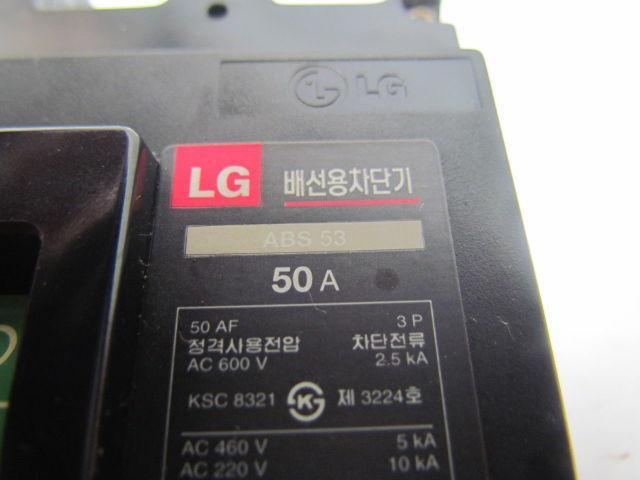 LG
LG 배선용차단기
ABS 53
50 A
50 AF 3 P
정격사용전압 차단전류
AC 600 V 2.5 kA
KSC 8321 제 3224호
AC 460 V 5 kA
AC 220 V 10 kA